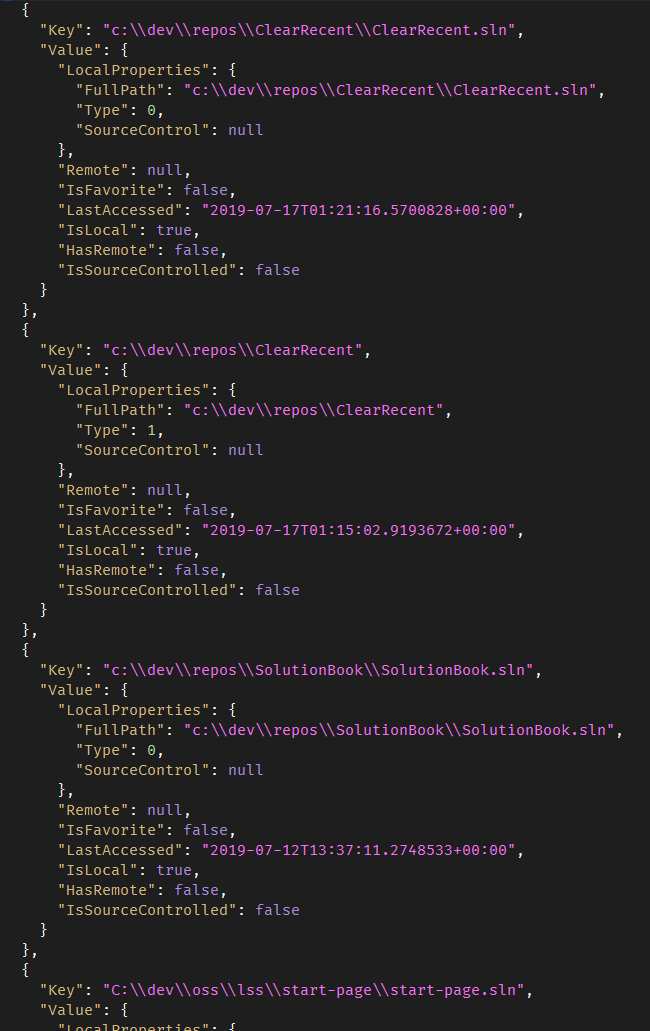 {
"Key": "c:\\dev\\repos\\ClearRecent\\ClearRecent.sln",
"Value": {
"LocalProperties": {
"FullPath": "c:\\dev\\repos\\ClearRecent\\ClearRecent.sln",
"Type": 0,
"SourceControl": null
},
"Remote": null,
"IsFavorite": false,
"LastAccessed": "2019-07-17T01:21:16.5700828+00:00",
"IsLocal": true,
"HasRemote": false,
"IsSourceControlled": false
}
},
{
"Key": "c:\\dev\\repos\\ClearRecent",
"Value": {
"LocalProperties": {
"FullPath": "c:\\dev\\repos\\ClearRecent",
"Type": 1,
"SourceControl": null
},
"Remote": null,
"IsFavorite": false,
"LastAccessed": "2019-07-17T01:15:02.9193672+00:00",
"IsLocal": true,
"HasRemote": false,
"IsSourceControlled": false
}
},
{
"Key": "c:\\dev\\repos\\SolutionBook\\SolutionBook.sln",
"Value": {
"LocalProperties": {
"FullPath": "c:\\dev\\repos\\SolutionBook\\SolutionBook.sln",
"Type": 0,
"SourceControl": null
},
"Remote": null,
"IsFavorite": false,
"LastAccessed": "2019-07-12T13:37:11.2748533+00:00",
"IsLocal": true,
"HasRemote": false,
"IsSourceControlled": false
}
},
{
"Key": "C:\\dev\\oss\\lss\\start-page\\start-page.sln",
"Value": {
"LocalProperties": {